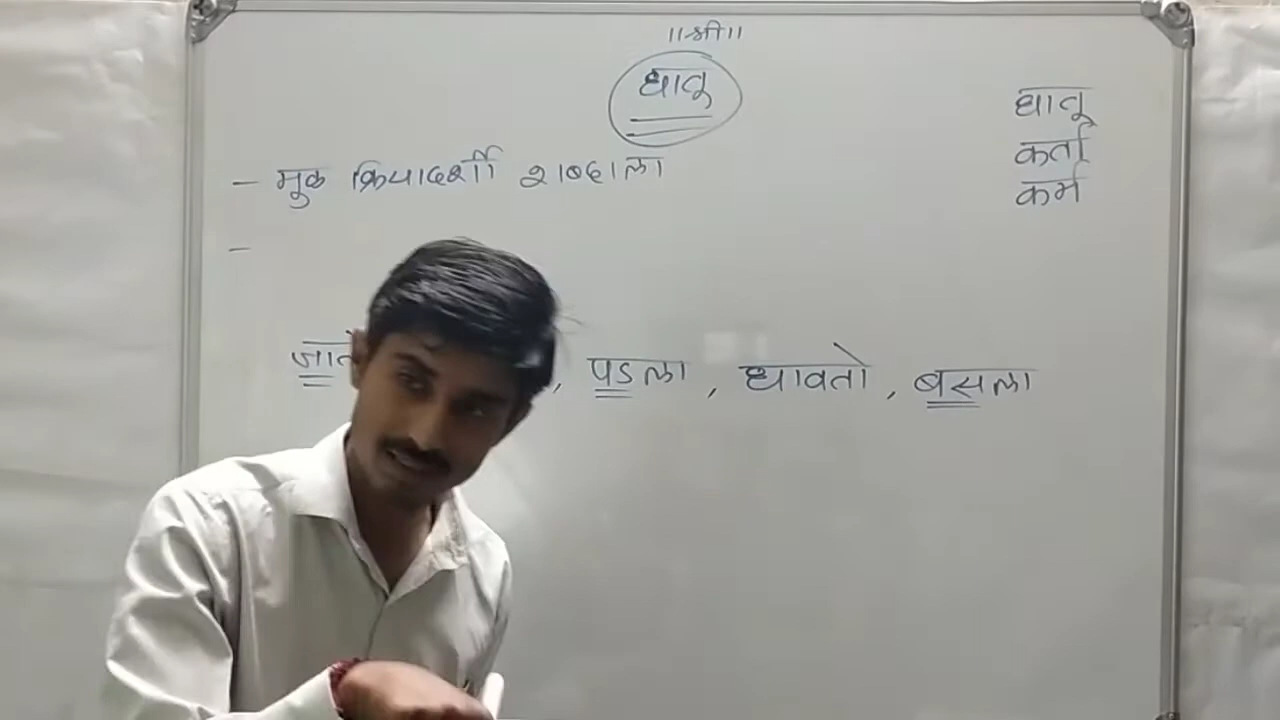 ॥श्री॥
धातू
धातू
कर्ता
कर्म
– मुळ क्रियादर्शी शब्दाला
–
जाते , पडला , धावतो , बसला